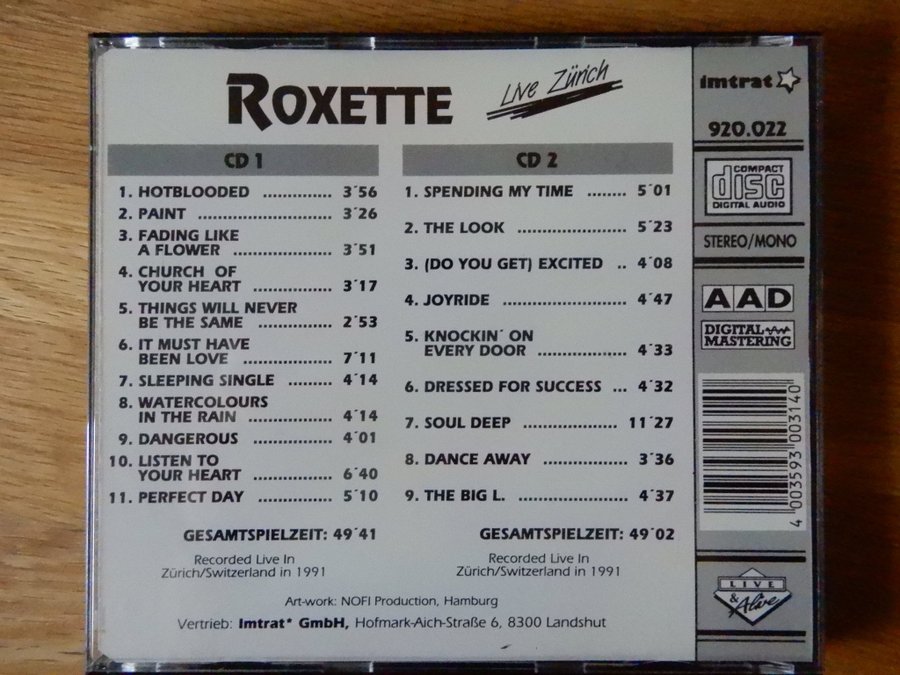 ROXETTE
Live Zürich
CD 1
1. HOTBLOODED .............. 3´56
2. PAINT ....................... 3´26
3. FADING LIKE
A FLOWER ................ 3´51
4. CHURCH OF
YOUR HEART ............ 3´17
5. THINGS WILL NEVER
BE THE SAME ............ 2´53
6. IT MUST HAVE
BEEN LOVE ............... 7´11
7. SLEEPING SINGLE ....... 4´14
8. WATERCOLOURS
IN THE RAIN .............. 4´14
9. DANGEROUS ............. 4´01
10. LISTEN TO
YOUR HEART ............ 6´40
11. PERFECT DAY ............ 5´10
GESAMTSPIELZEIT: 49´41
Recorded Live In
Zürich/Switzerland in 1991
CD 2
1. SPENDING MY TIME ....... 5´01
2. THE LOOK .................. 5´23
3. (DO YOU GET) EXCITED .. 4´08
4. JOYRIDE .................... 4´47
5. KNOCKIN´ ON
EVERY DOOR .............. 4´33
6. DRESSED FOR SUCCESS ... 4´32
7. SOUL DEEP ............... 11´27
8. DANCE AWAY ............. 3´36
9. THE BIG L. .................. 4´37
GESAMTSPIELZEIT: 49´02
Recorded Live In
Zürich/Switzerland in 1991
Art-work: NOFI Production, Hamburg
Vertrieb: Imtrat* GmbH, Hofmark-Aich-Straße 6, 8300 Landshut
imtrat
920.022
COMPACT
disc
DIGITAL AUDIO
STEREO/MONO
AAD
DIGITAL
MASTERING
4 003593 003140
LIVE
& Alive